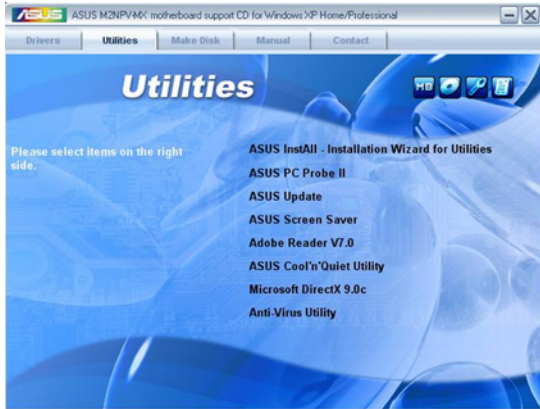 ASUS ASUS M2NPV-MX motherboard support CD for Windows XP Home/Professional
Drivers Utilities Make Disk Manual Contact
Utilities
MB
Please select items on the right
side.
ASUS InstAll - Installation Wizard for Utilities
ASUS PC Probe II
ASUS Update
ASUS Screen Saver
Adobe Reader V7.0
ASUS Cool'n'Quiet Utility
Microsoft DirectX 9.0c
Anti-Virus Utility